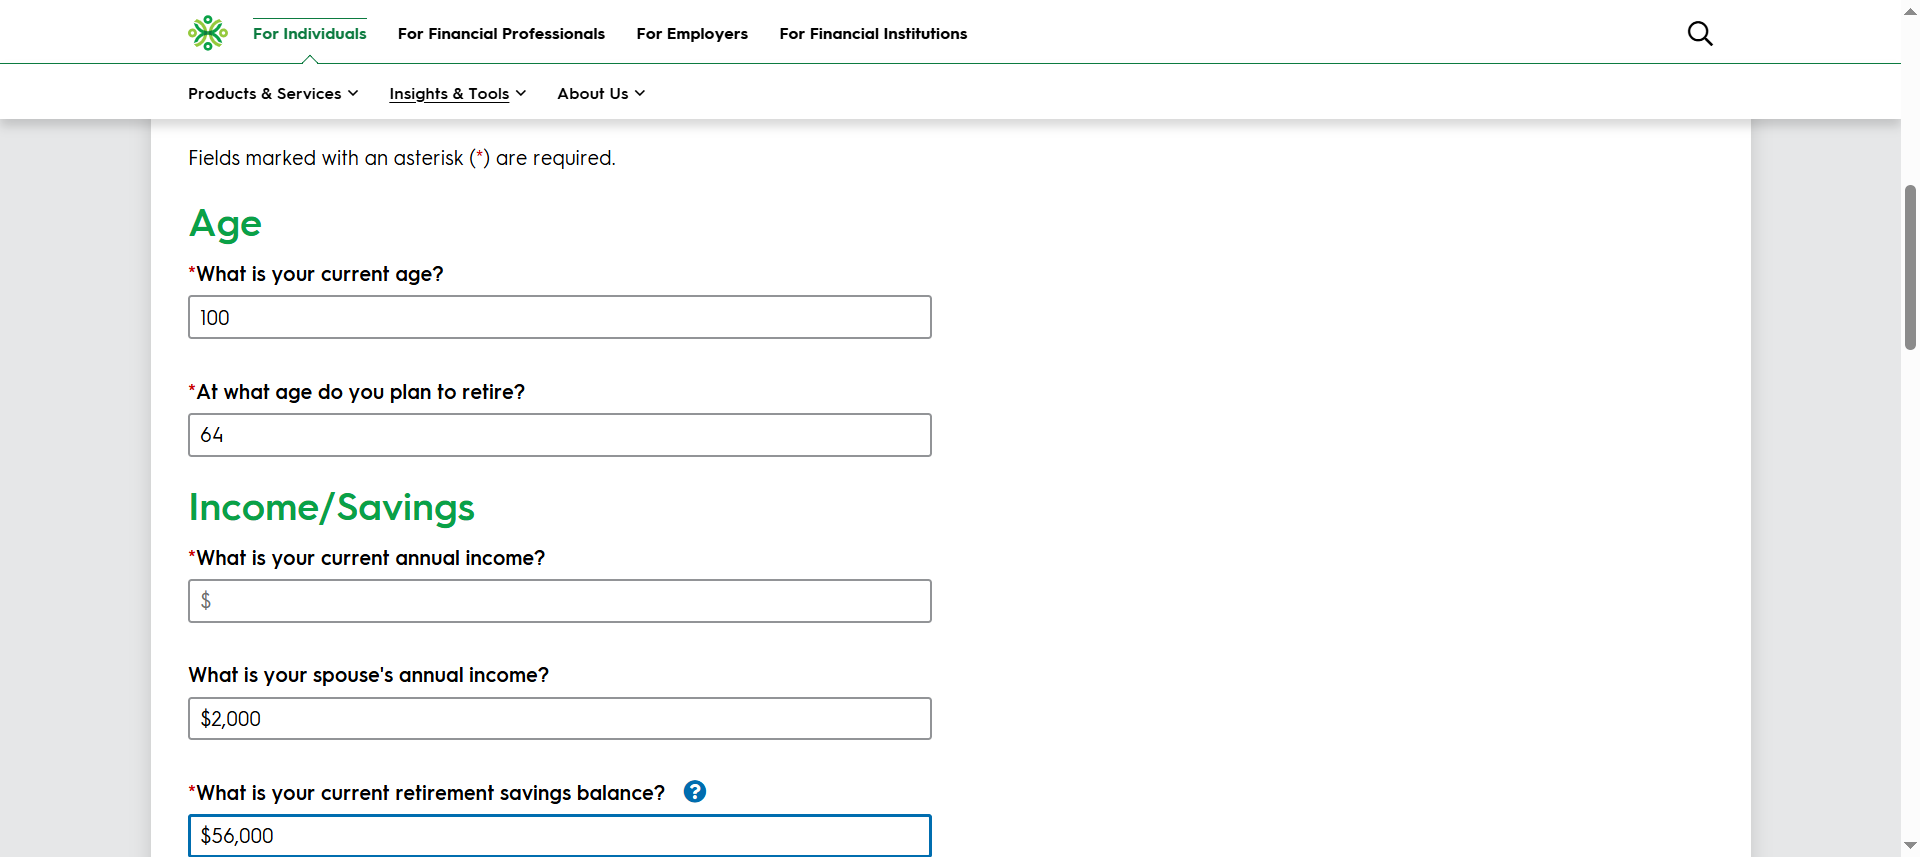 For Individuals
For Financial Professionals
For Employers
For Financial Institutions
Products & Services
Insights & Tools
About Us
Fields marked with an asterisk (*) are required.
Age
*What is your current age?
100
*At what age do you plan to retire?
64
Income/Savings
*What is your current annual income?
$
What is your spouse's annual income?
$2,000
*What is your current retirement savings balance? ?
$56,000